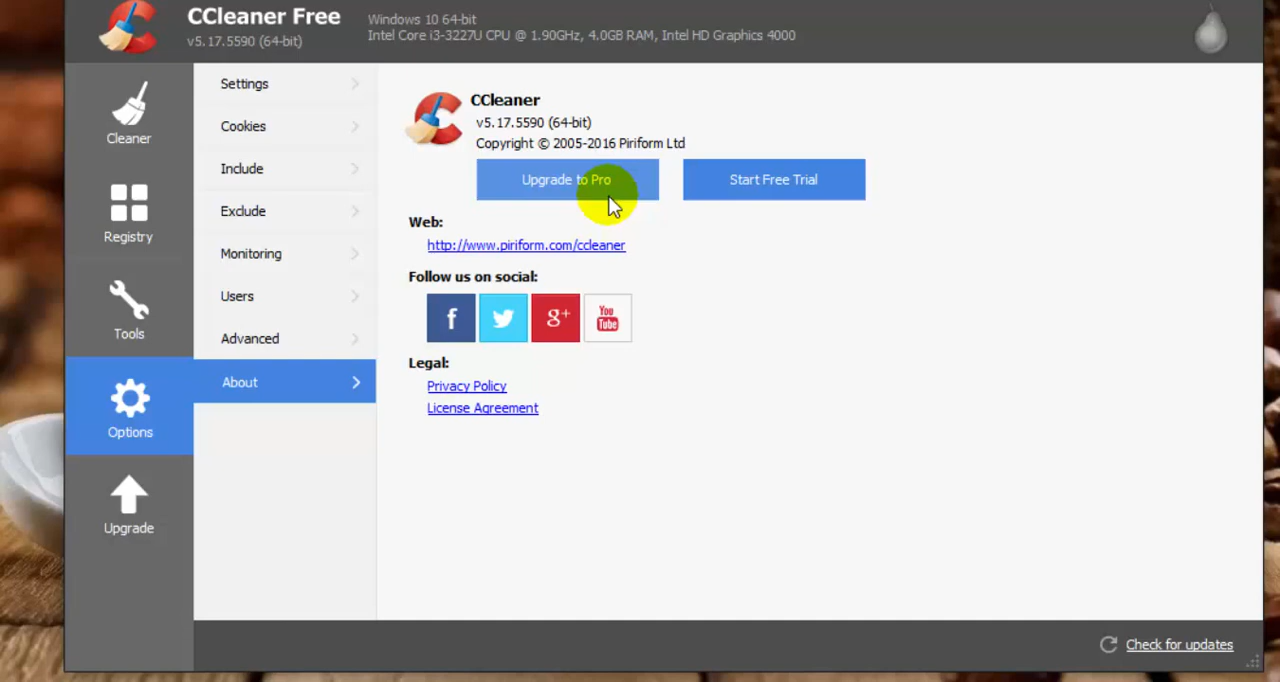 CCleaner Free
v5.17.5590 (64-bit)
Windows 10 64-bit
Intel Core i3-3227U CPU @ 1.90GHz, 4.0GB RAM, Intel HD Graphics 4000
Cleaner
Registry
Tools
Options
Upgrade
Settings
Cookies
Include
Exclude
Monitoring
Users
Advanced
About
CCleaner
v5.17.5590 (64-bit)
Copyright © 2005-2016 Piriform Ltd
Upgrade to Pro
Start Free Trial
Web:
http://www.piriform.com/ccleaner
Follow us on social:
f
g+
You
Tube
Legal:
Privacy Policy
License Agreement
Check for updates